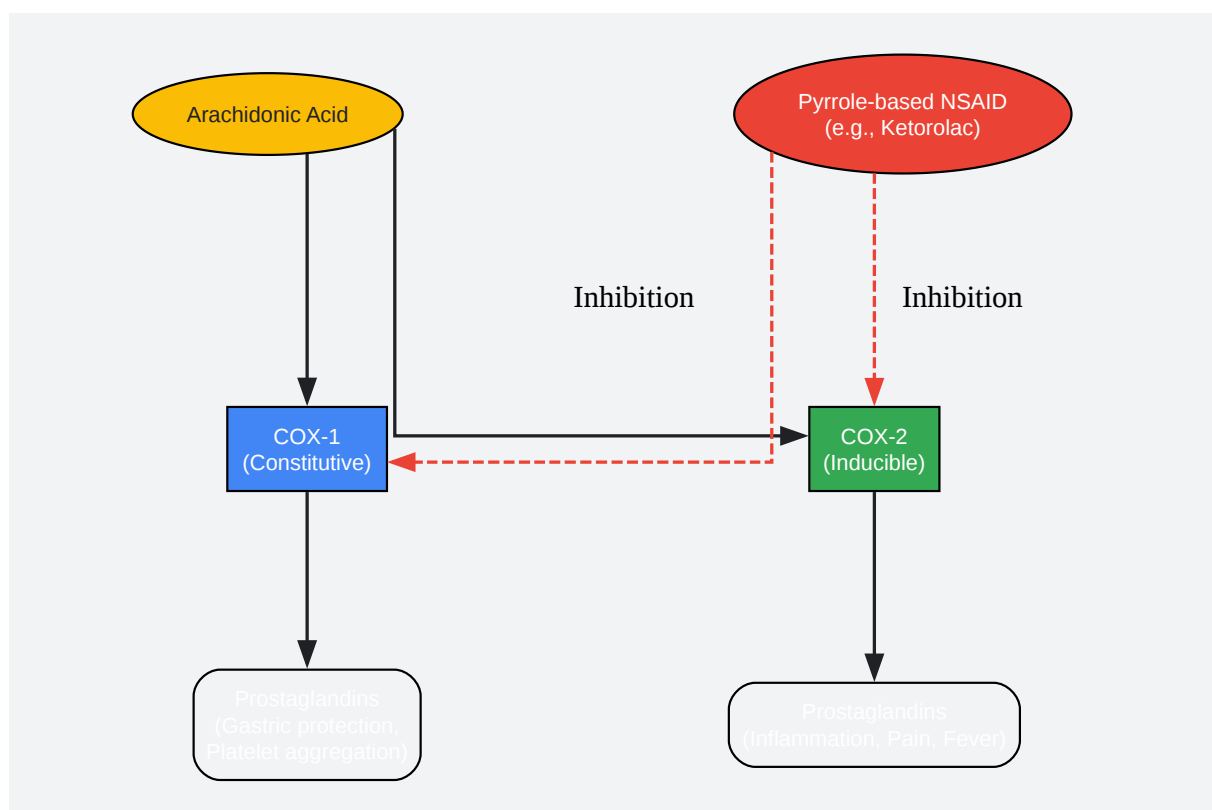 Arachidonic Acid
Pyrrole-based NSAID
(e.g., Ketorolac)
Inhibition
Inhibition
COX-1
(Constitutive)
COX-2
(Inducible)
Prostaglandins
(Gastric protection,
Platelet aggregation)
Prostaglandins
(Inflammation, Pain, Fever)